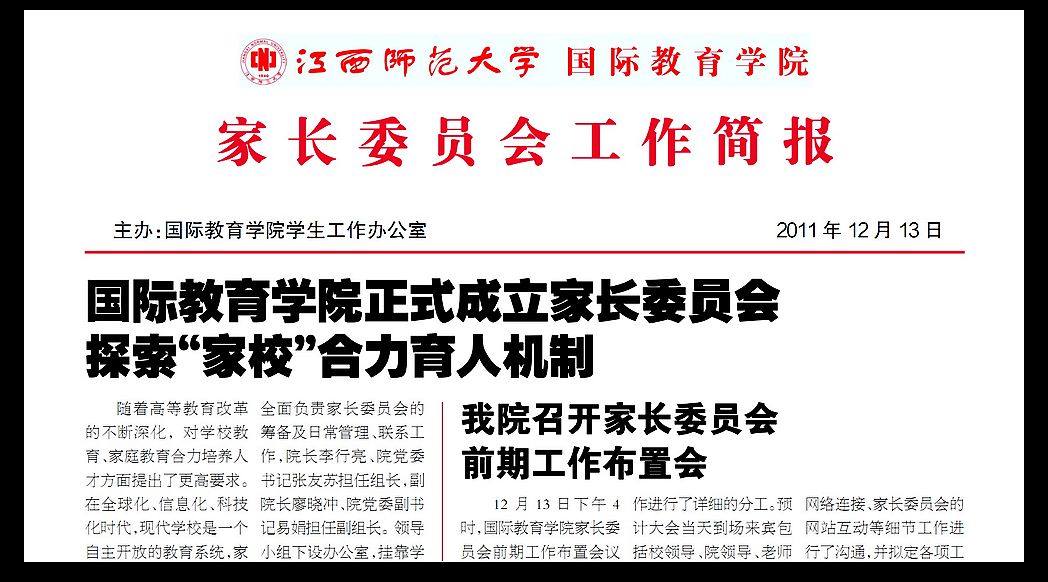 江西师范大学 国际教育学院
家长委员会工作简报
主办：国际教育学院学生工作办公室
2011年12月13日
国际教育学院正式成立家长委员会
探索“家校”合力育人机制
随着高等教育改革
的不断深化，对学校教
育、家庭教育合力培养人
才方面提出了更高要求。
在全球化、信息化、科技
化时代，现代学校是一个
自主开放的教育系统，家
全面负责家长委员会的
筹备及日常管理、联系工
作，院长李行亮、院党委
书记张友苏担任组长，副
院长廖晓冲、院党委副书
记易娟担任副组长。领导
小组下设办公室，挂靠学
我院召开家长委员会
前期工作布置会
12月13日下午4
时，国际教育学院家长委
员会前期工作布置会议
作进行了详细的分工。预
计大会当天到场来宾包
括校领导、院领导、老师
网络连接、家长委员会的
网站互动等细节工作进
行了沟通，并拟定各项工